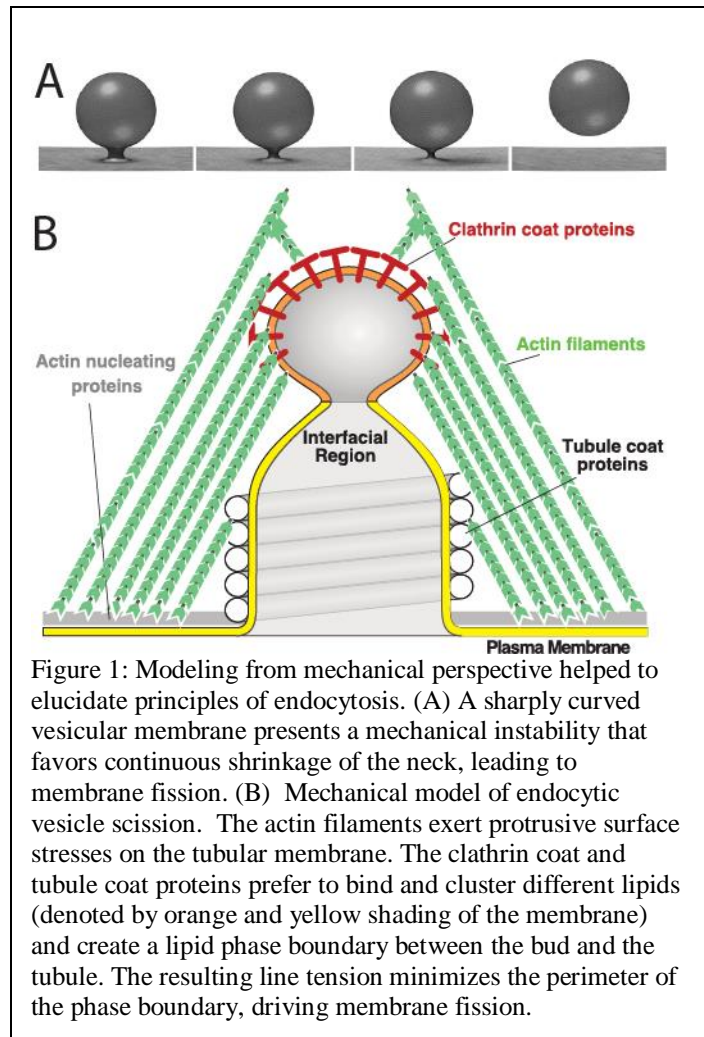 A
B
Clathrin coat proteins
Actin nucleating
proteins
Actin filaments
Interfacial
Region
Tubule coat
proteins
Plasma Membrane
Figure 1: Modeling from mechanical perspective helped to
elucidate principles of endocytosis. (A) A sharply curved
vesicular membrane presents a mechanical instability that
favors continuous shrinkage of the neck, leading to
membrane fission. (B) Mechanical model of endocytic
vesicle scission. The actin filaments exert protrusive surface
stresses on the tubular membrane. The clathrin coat and
tubule coat proteins prefer to bind and cluster different lipids
(denoted by orange and yellow shading of the membrane)
and create a lipid phase boundary between the bud and the
tubule. The resulting line tension minimizes the perimeter of
the phase boundary, driving membrane fission.